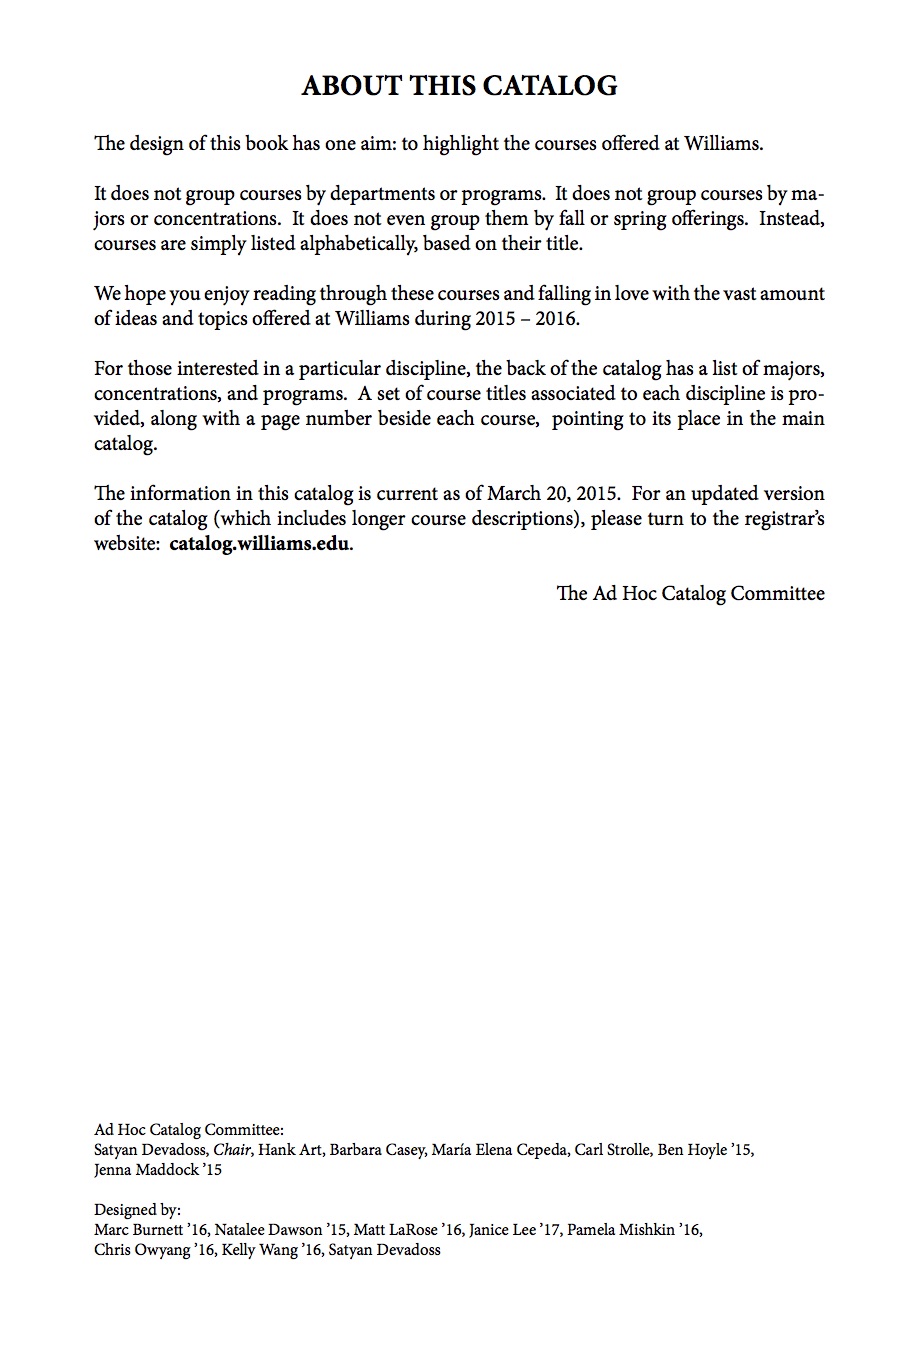 ABOUT THIS CATALOG
The design of this book has one aim: to highlight the courses offered at Williams.
It does not group courses by departments or programs.  It does not group courses by ma-
jors or concentrations.  It does not even group them by fall or spring offerings.  Instead,
courses are simply listed alphabetically, based on their title.
We hope you enjoy reading through these courses and falling in love with the vast amount
of ideas and topics offered at Williams during 2015 – 2016.
For those interested in a particular discipline, the back of the catalog has a list of majors,
concentrations, and programs.  A set of course titles associated to each discipline is pro-
vided, along with a page number beside each course,  pointing to its place in the main
catalog.
The information in this catalog is current as of March 20, 2015.  For an updated version
of the catalog (which includes longer course descriptions), please turn to the registrar’s
website:  catalog.williams.edu.
The Ad Hoc Catalog Committee
Ad Hoc Catalog Committee:
Satyan Devadoss, Chair, Hank Art, Barbara Casey, María Elena Cepeda, Carl Strolle, Ben Hoyle ’15,
Jenna Maddock ’15
Designed by:
Marc Burnett ’16, Natalee Dawson ’15, Matt LaRose ’16, Janice Lee ’17, Pamela Mishkin ’16,
Chris Owyang ’16, Kelly Wang ’16, Satyan Devadoss